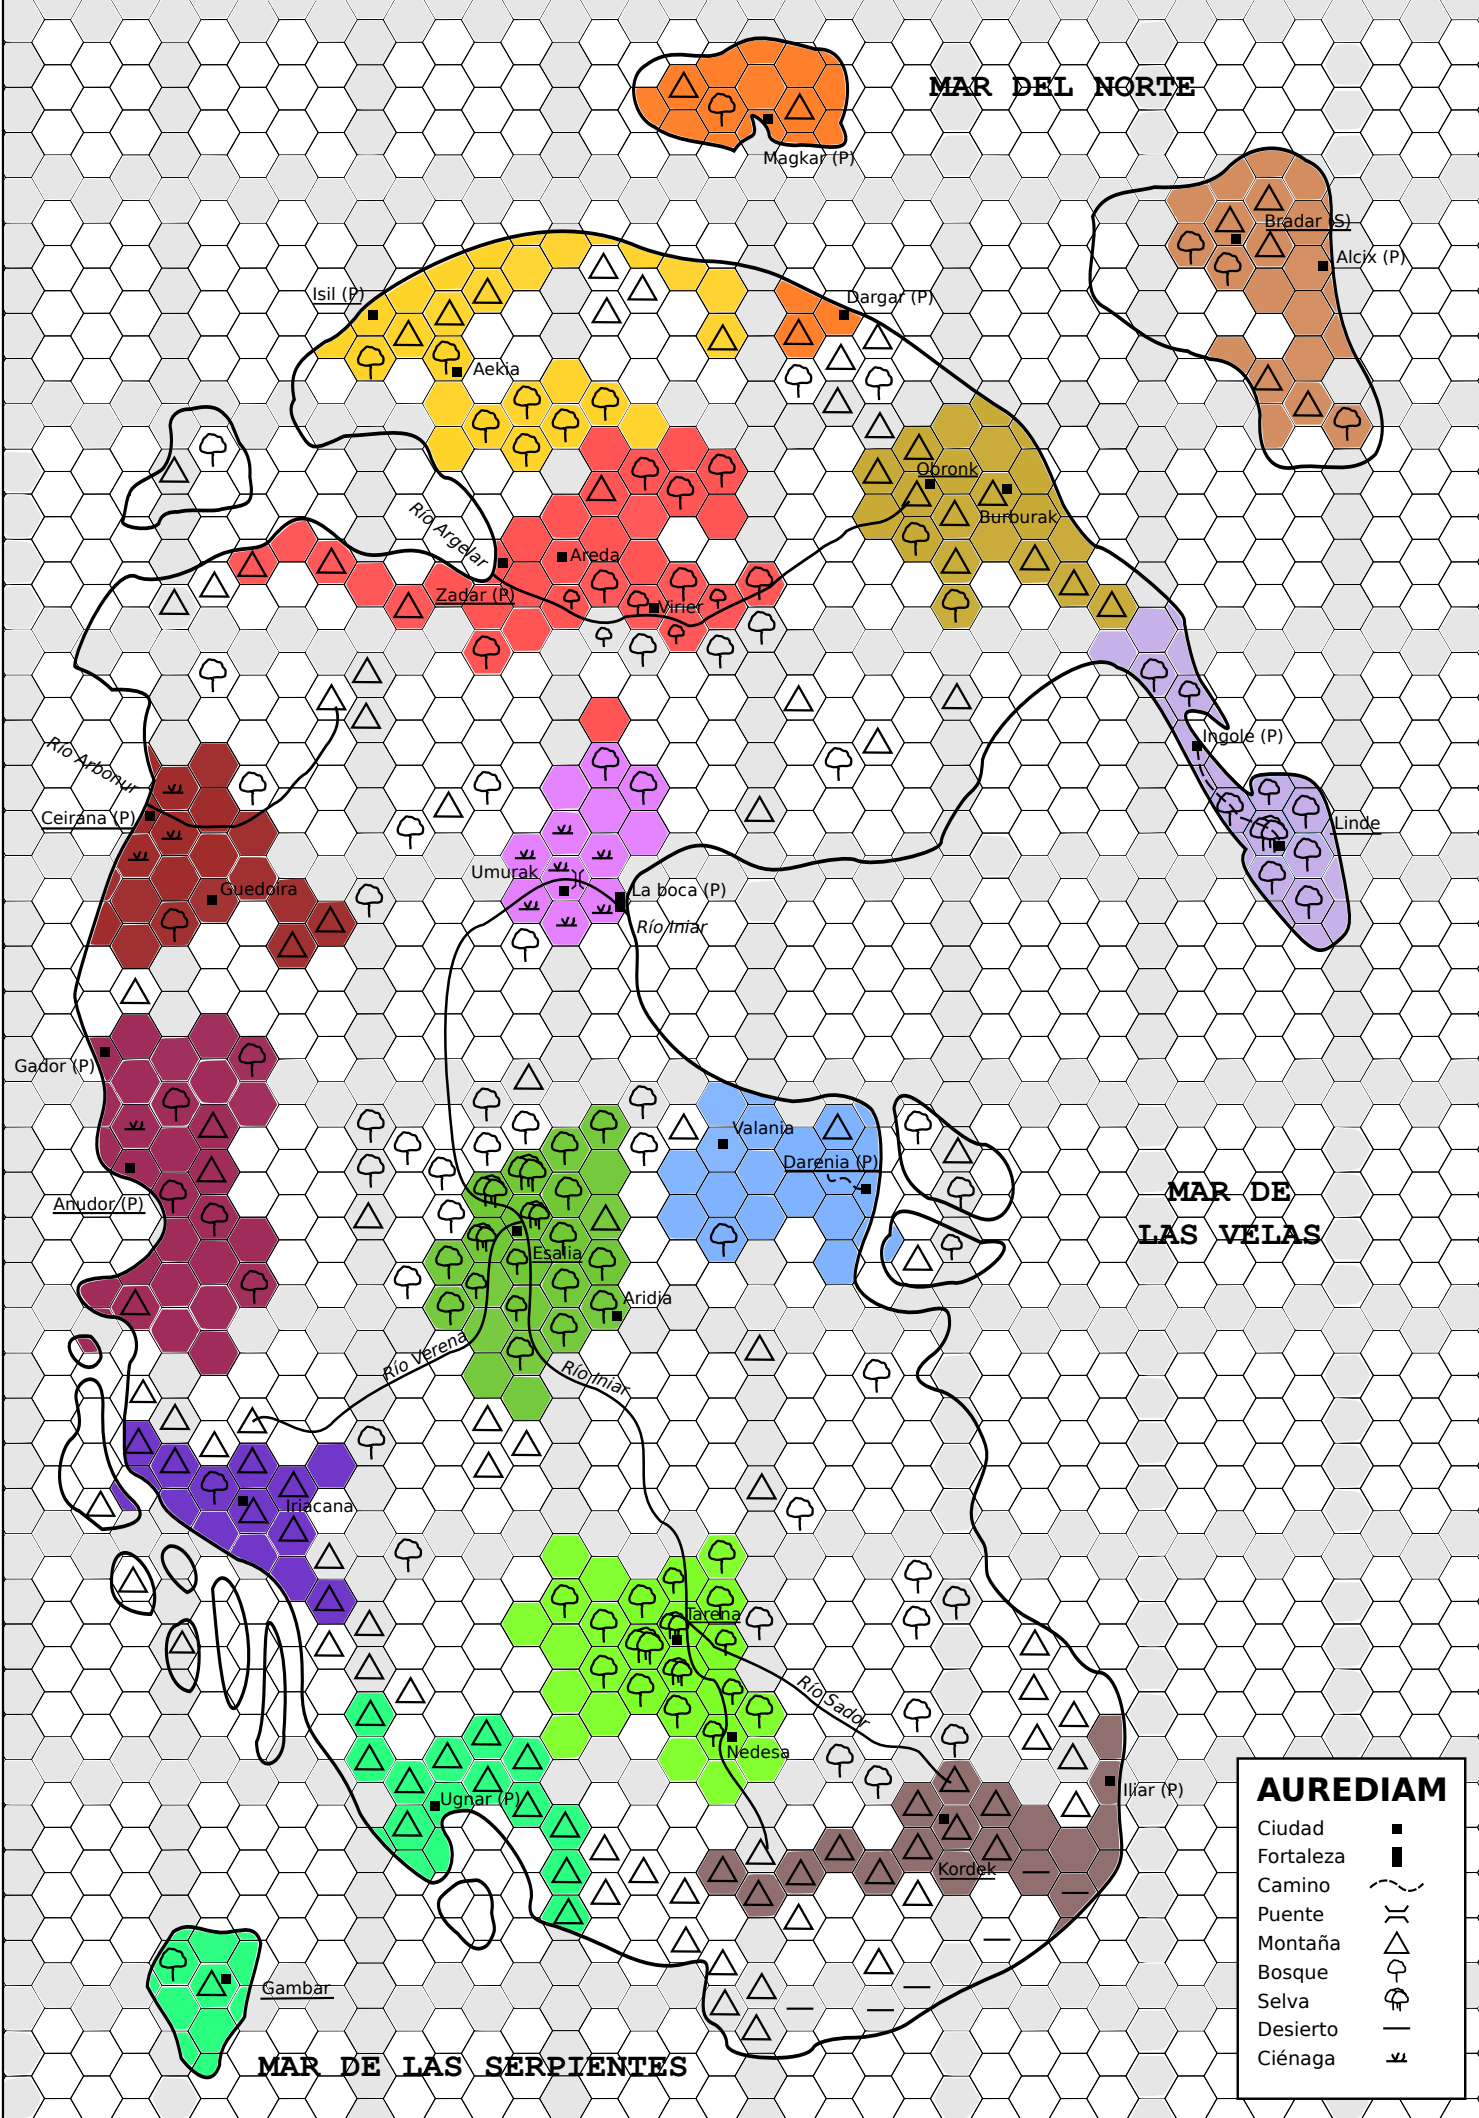 MAR DEL NORTE
Magkar (P)
Bradar (S)
Alcix (P)
Isil (P)
Dargar (P)
Aekia
Obronk
Burburak
Río Argelar
Areda
Zadar (P)
Virier
Río Arbonur
Ingole (P)
Ceirana (P)
Linde
Umurak
Guedoira
La boca (P)
Río Iniar
Gador (P)
Valania
Darenia (P)
Anudor (P)
MAR DE
LAS VELAS
Esalia
Aridia
Río Verena
Río Iniar
Iriacana
Tarena
Río Sador
Nedesa
Ugnar (P)
Iliar (P)
Kordek
Gambar
MAR DE LAS SERPIENTES
AUREDIAM
Ciudad
Fortaleza
Camino
Puente
Montaña
Bosque
Selva
Desierto
Ciénaga